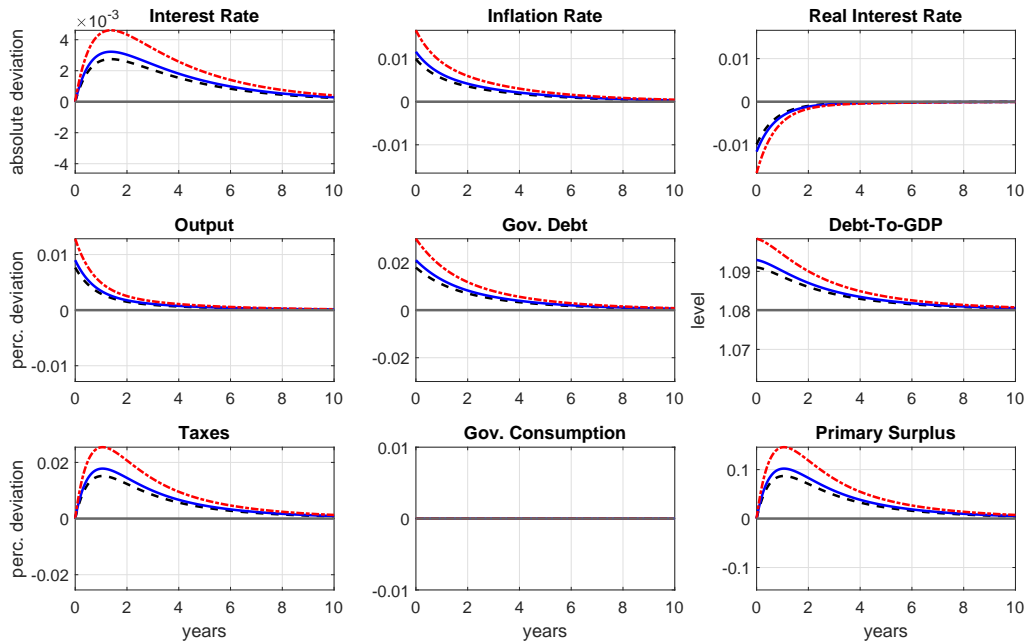 Interest Rate
×10⁻³
absolute deviation
4
2
0
-2
-4
0 2 4 6 8 10
Inflation Rate
0.01
0
-0.01
0 2 4 6 8 10
Real Interest Rate
0.01
0
-0.01
0 2 4 6 8 10
Output
perc. deviation
0.01
0
-0.01
0 2 4 6 8 10
Gov. Debt
0.02
0
-0.02
0 2 4 6 8 10
Debt-To-GDP
level
1.09
1.08
1.07
0 2 4 6 8 10
Taxes
perc. deviation
0.02
0
-0.02
0 2 4 6 8 10
years
Gov. Consumption
0.01
0
-0.01
0 2 4 6 8 10
years
Primary Surplus
0.1
0
-0.1
0 2 4 6 8 10
years